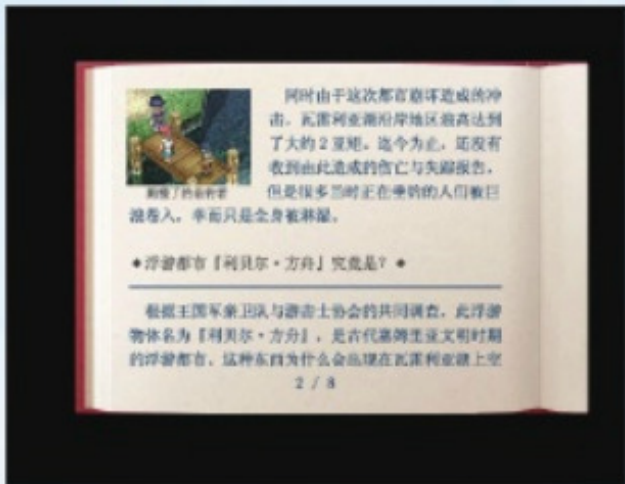 同时由于这次都市崩坏造成的冲
击，瓦雷利亚湖沿岸地区浪高达到
了大约2亚矩。迄今为止，还没有
收到由此造成的伤亡与失踪报告，
但是很多当时正在垂钓的人们被巨
浪卷入，幸而只是全身被淋湿。
◆浮游都市『利贝尔·方舟』究竟是？◆
根据王国军亲卫队与游击士协会的共同调查，此浮游
物体名为『利贝尔·方舟』，是古代塞姆里亚文明时期
的浮游都市。这种东西为什么会出现在瓦雷利亚湖上空
2 / 8